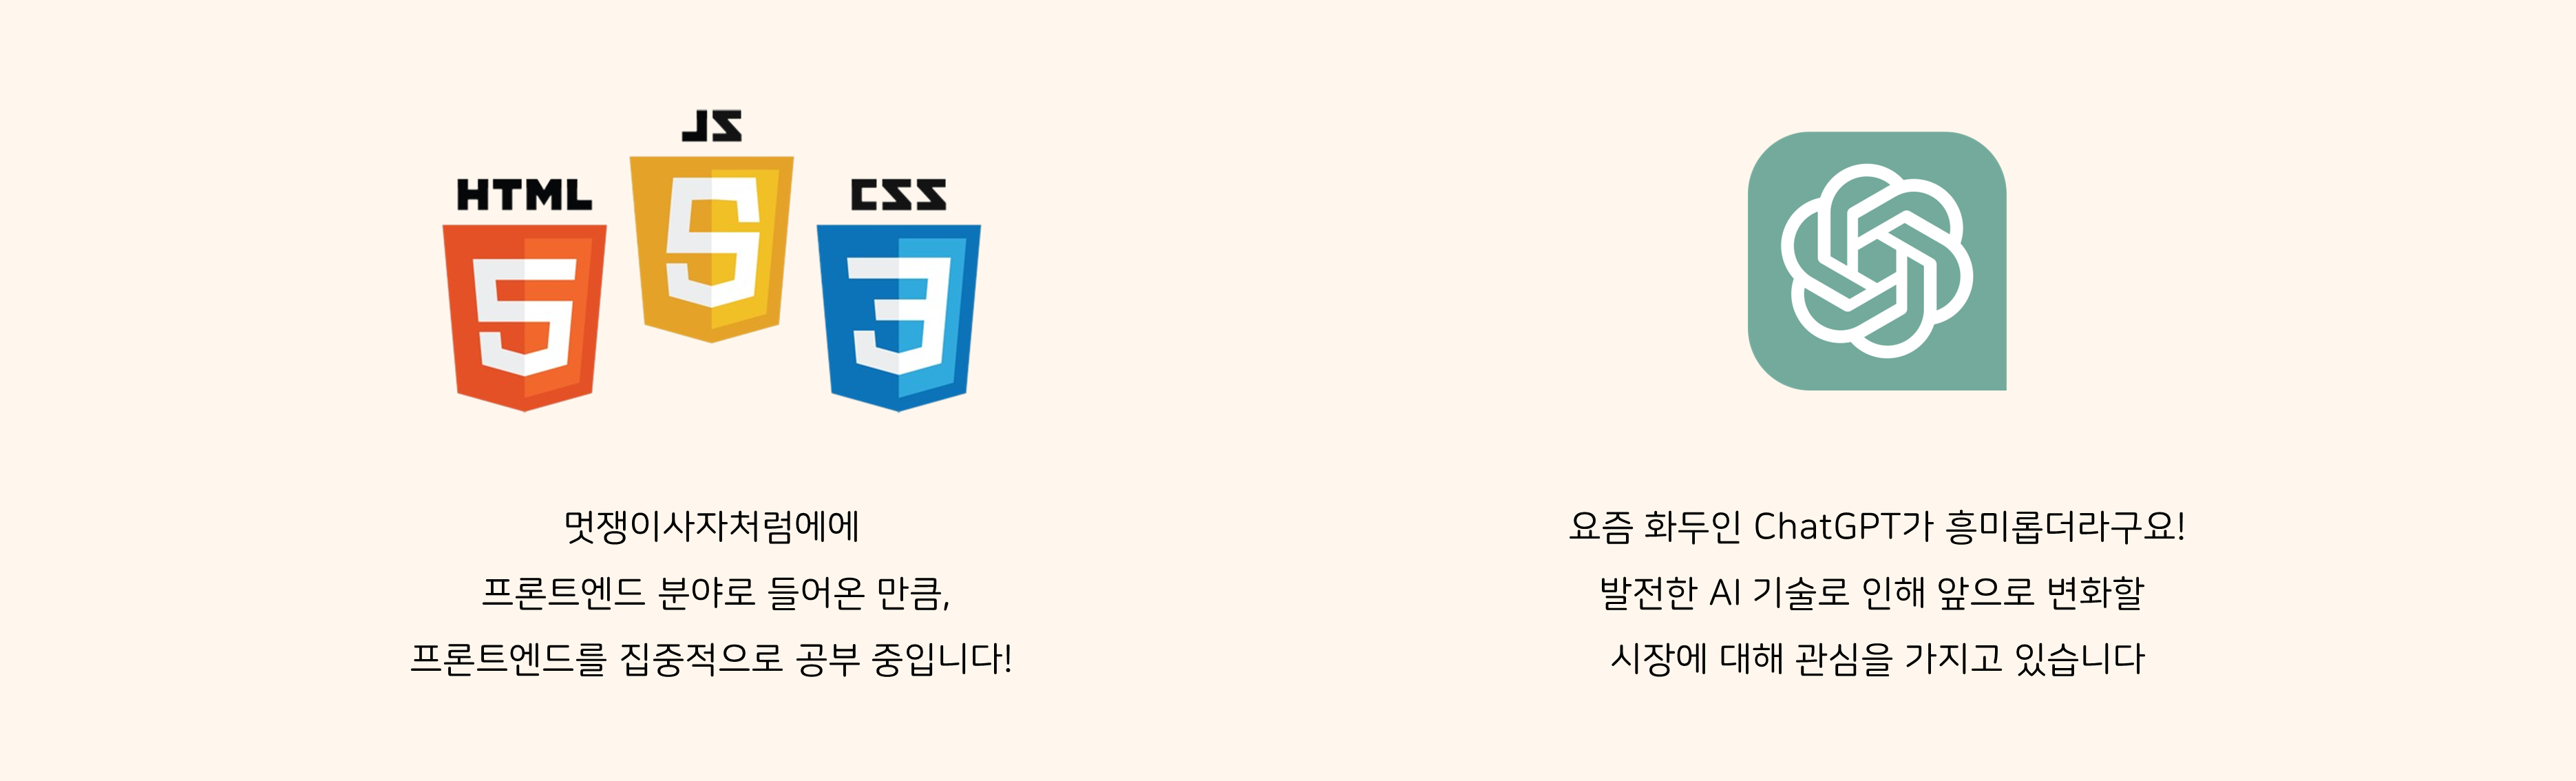 JS
HTML
CSS
5
5
3
멋쟁이사자처럼에에
프론트엔드 분야로 들어온 만큼,
프론트엔드를 집중적으로 공부 중입니다!
요즘 화두인 ChatGPT가 흥미롭더라구요!
발전한 AI 기술로 인해 앞으로 변화할
시장에 대해 관심을 가지고 있습니다